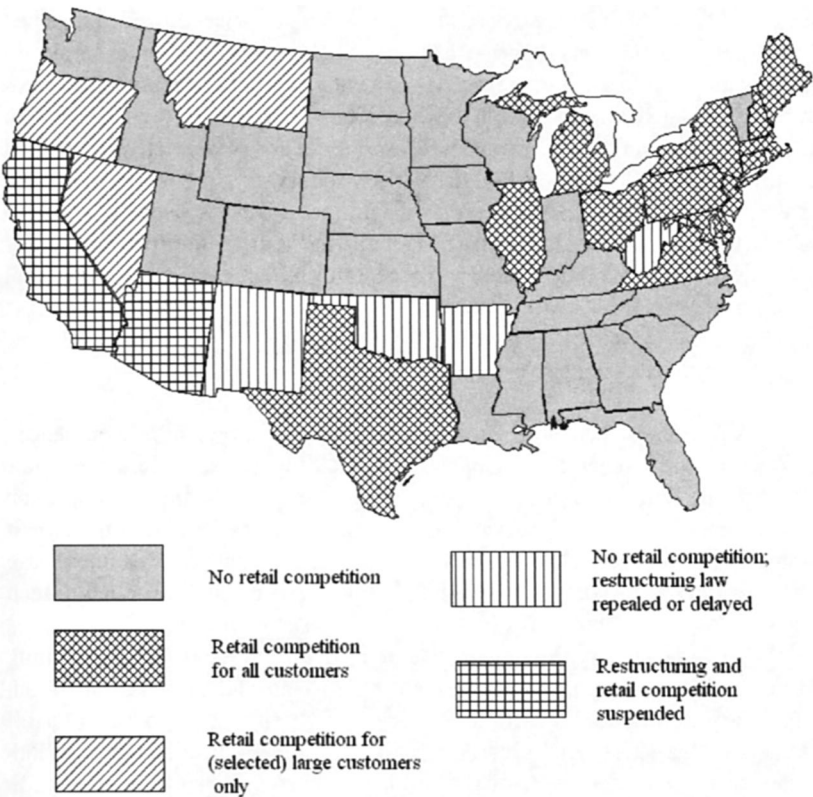 No retail competition
Retail competition
for all customers
Retail competition for
(selected) large customers
only
No retail competition;
restructuring law
repealed or delayed
Restructuring and
retail competition
suspended